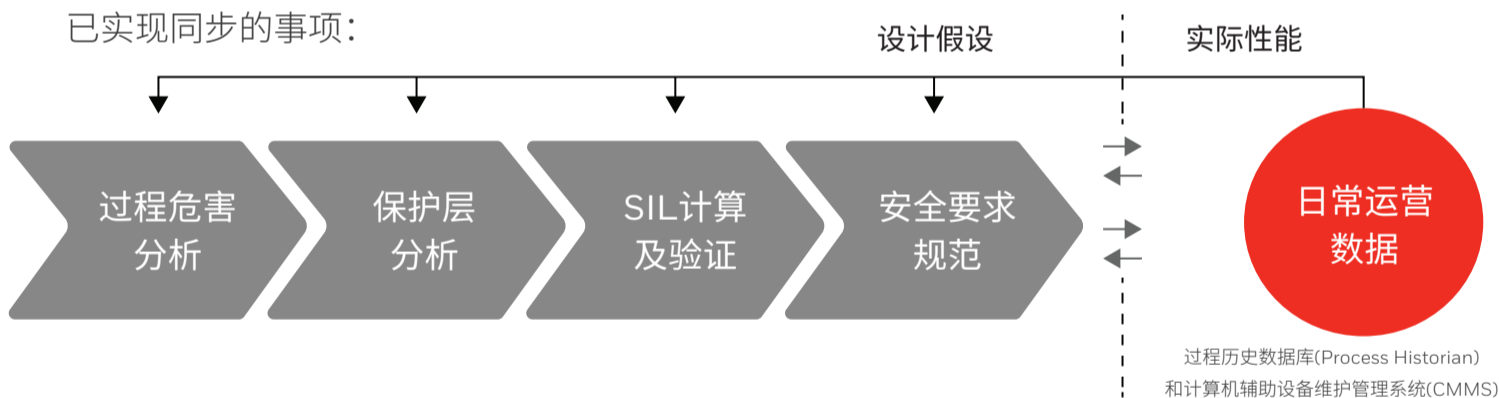 已实现同步的事项：
设计假设
实际性能
过程危害
分析
保护层
分析
SIL计算
及验证
安全要求
规范
日常运营
数据
过程历史数据库(Process Historian)
和计算机辅助设备维护管理系统(CMMS)